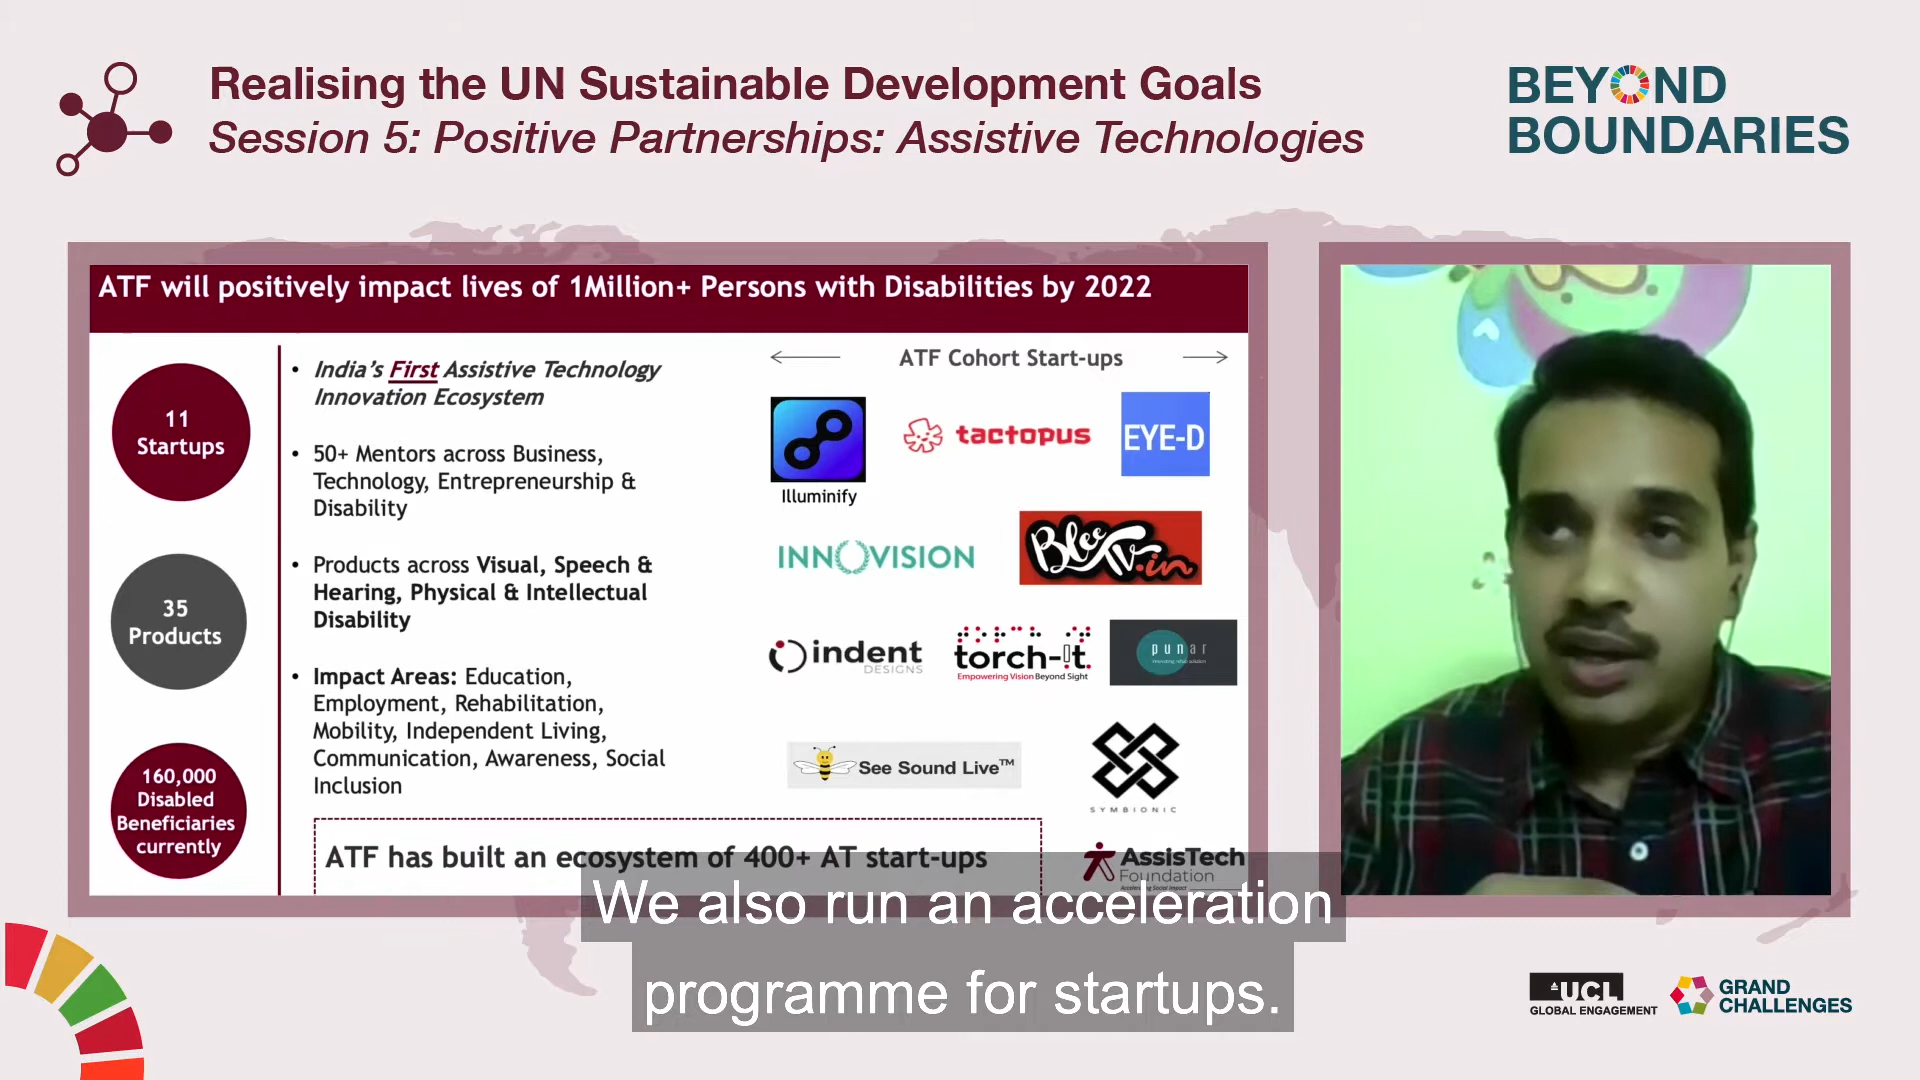 Realising the UN Sustainable Development Goals
Session 5: Positive Partnerships: Assistive Technologies
BEYOND
BOUNDARIES
ATF will positively impact lives of 1Million+ Persons with Disabilities by 2022
11
Startups
35
Products
160,000
Disabled
Beneficiaries
currently
• India's First Assistive Technology
Innovation Ecosystem
• 50+ Mentors across Business,
Technology, Entrepreneurship &
Disability
• Products across Visual, Speech &
Hearing, Physical & Intellectual
Disability
• Impact Areas: Education,
Employment, Rehabilitation,
Mobility, Independent Living,
Communication, Awareness, Social
Inclusion
ATF has built an ecosystem of 400+ AT start-ups
ATF Cohort Start-ups
Illuminify
tactopus
EYE-D
INNOVISION
BleeTv.in
indent
DESIGNS
torch-it.
Empowering Vision Beyond Sight
punar
See Sound Live™
SYMBIONIC
AssisTech
Foundation
Accelerating Social Impact
We also run an acceleration
programme for startups.
UCL
GLOBAL ENGAGEMENT
GRAND
CHALLENGES